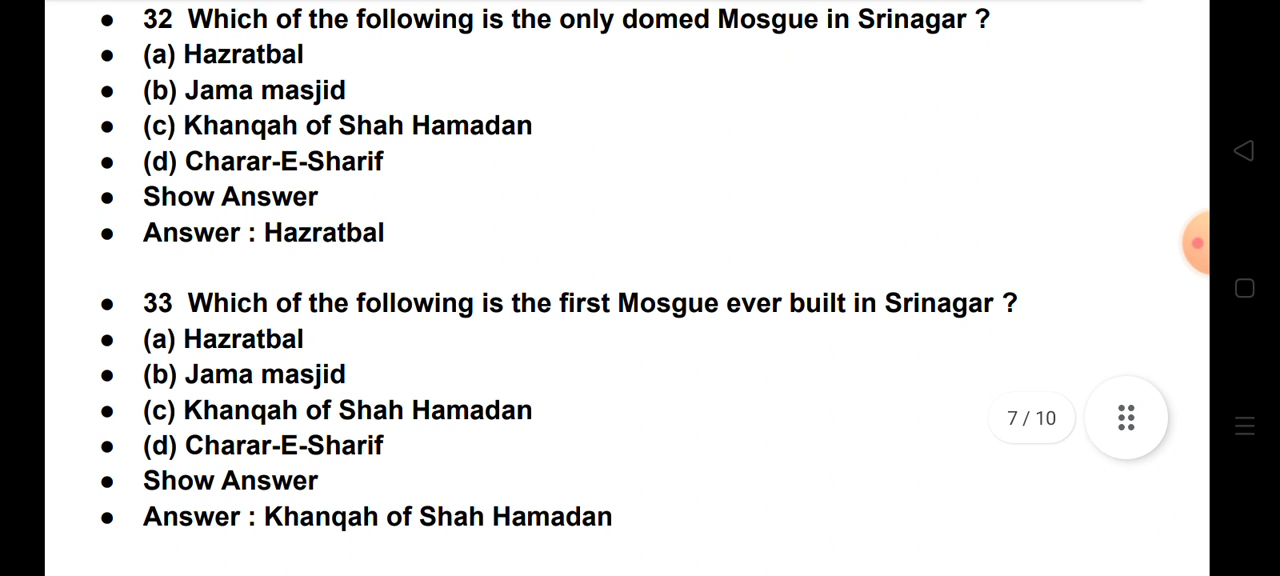 32 Which of the following is the only domed Mosgue in Srinagar ?
(a) Hazratbal
(b) Jama masjid
(c) Khanqah of Shah Hamadan
(d) Charar-E-Sharif
Show Answer
Answer : Hazratbal
33 Which of the following is the first Mosgue ever built in Srinagar ?
(a) Hazratbal
(b) Jama masjid
(c) Khanqah of Shah Hamadan
(d) Charar-E-Sharif
Show Answer
Answer : Khanqah of Shah Hamadan
7 / 10